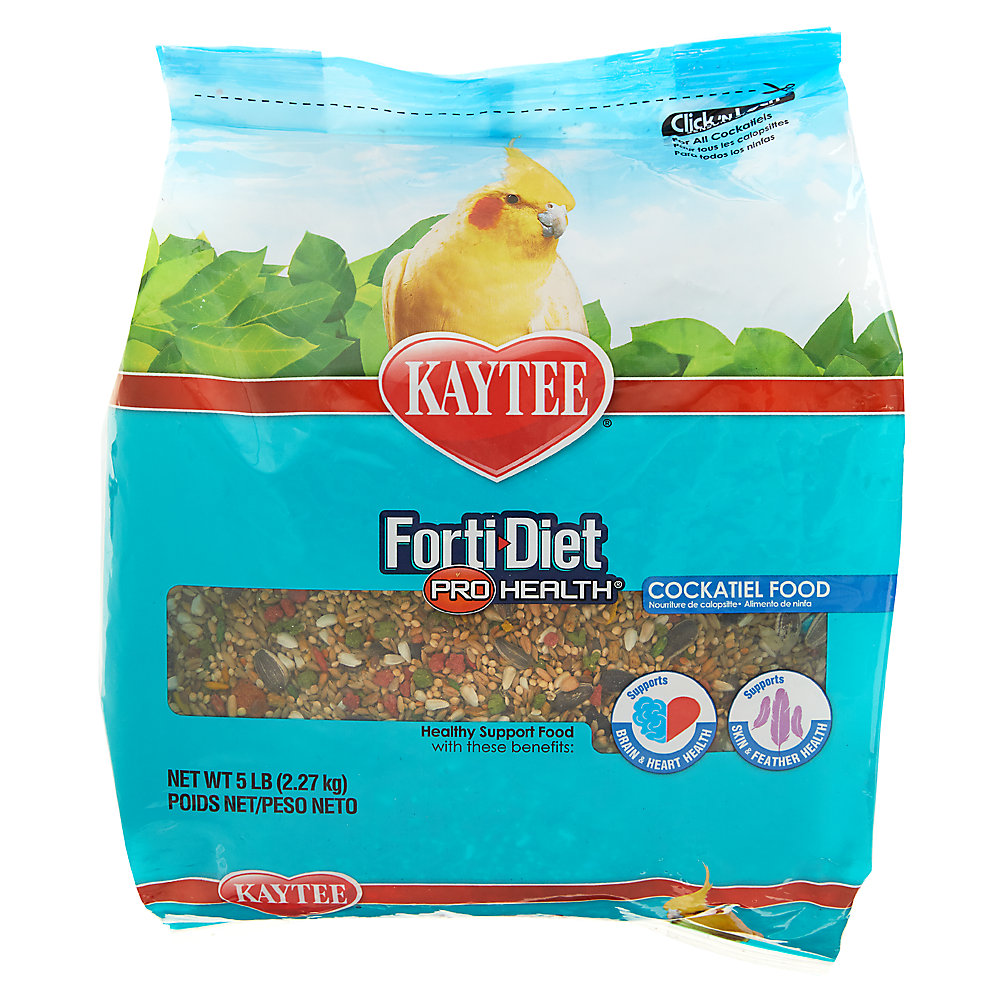 Click 'N Lock
For All Cockatiels
Pour tous les calopsittes
Para todos los ninfas
KAYTEE®
Forti-Diet
PRO HEALTH®
COCKATIEL FOOD
Nourriture de calopsitte • Alimento de ninfa
Supports
BRAIN & HEART HEALTH
Supports
SKIN & FEATHER HEALTH
Healthy Support Food
with these benefits:
NET WT 5 LB (2.27 kg)
POIDS NET/PESO NETO
KAYTEE®